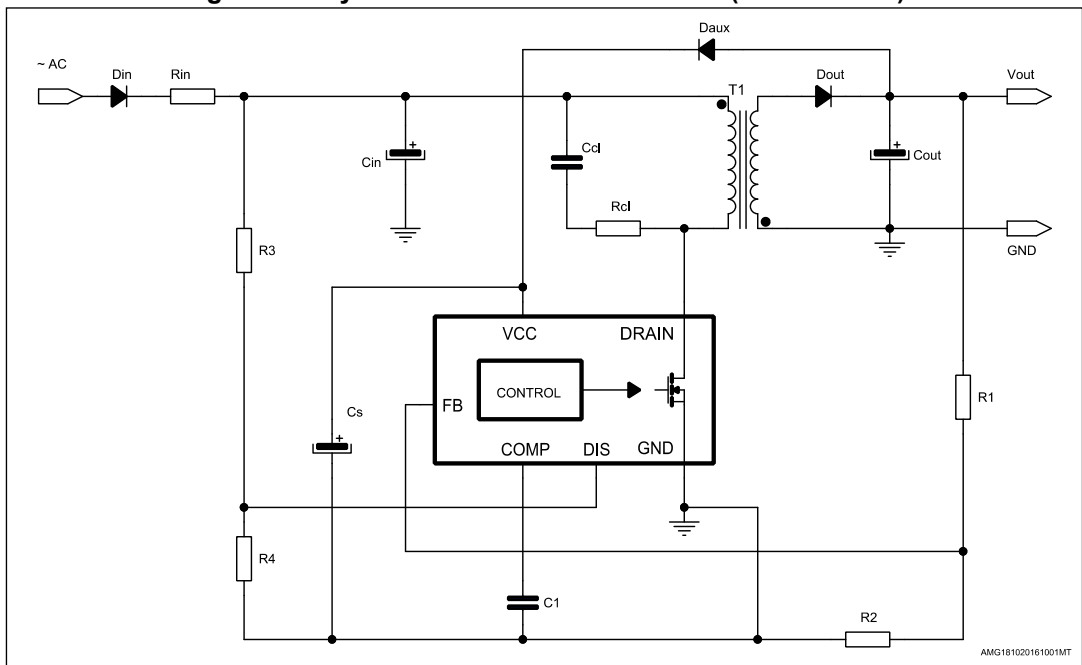 ~ AC
Din
Rin
Daux
Dout
Vout
T1
Cin
Ccl
Cout
Rcl
GND
R3
VCC
DRAIN
CONTROL
FB
R1
Cs
COMP
DIS
GND
R4
C1
R2
AMG181020161001MT